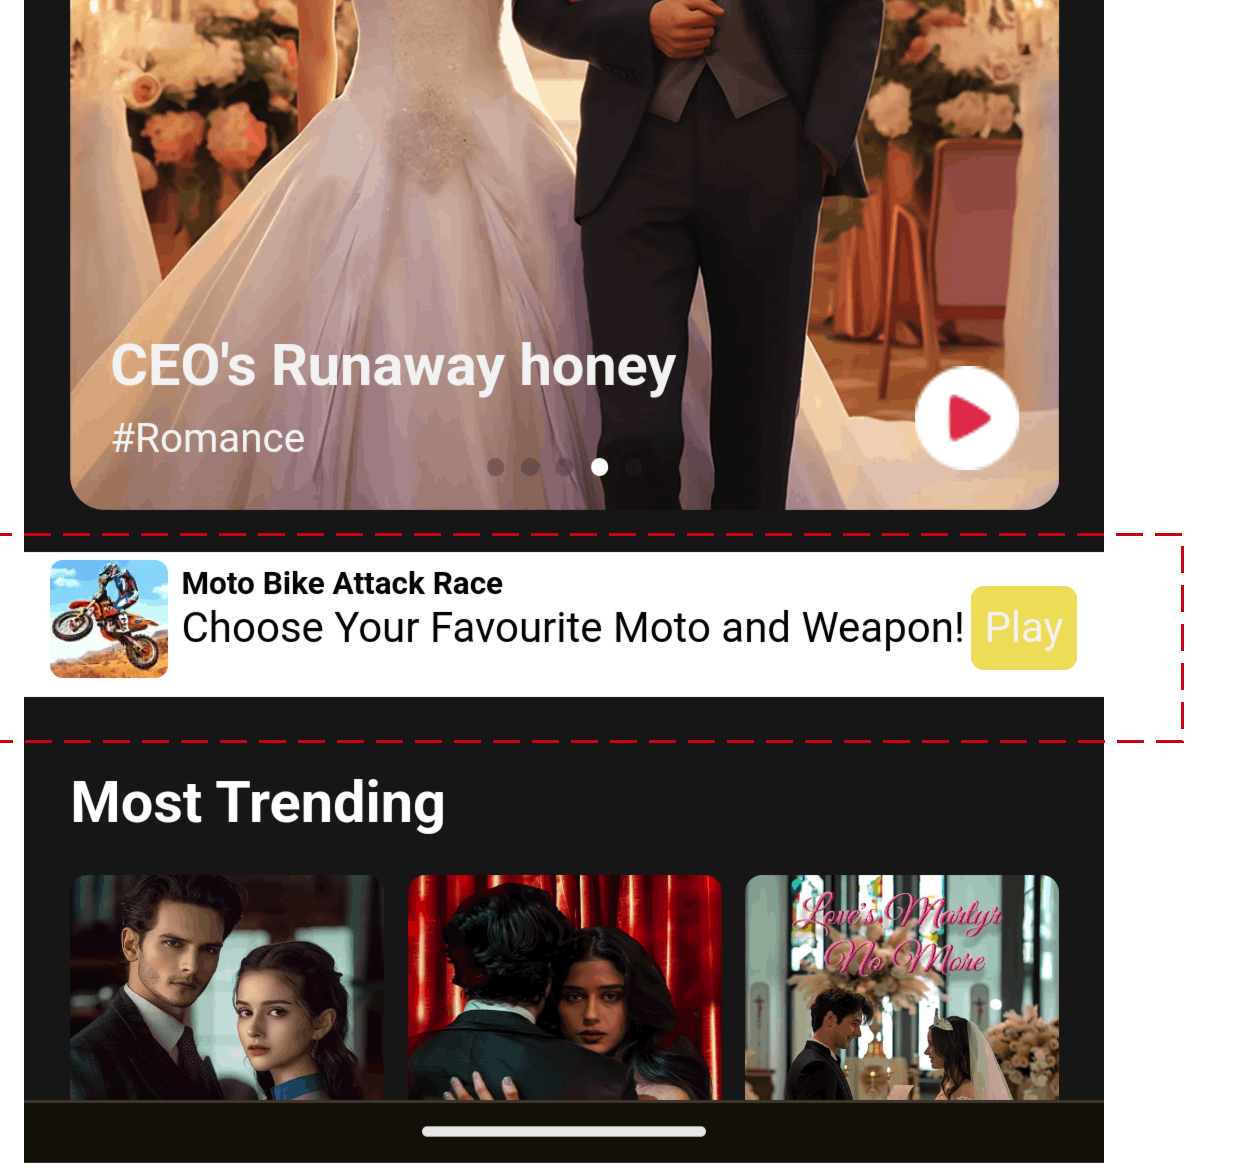 CEO's Runaway honey
#Romance
Moto Bike Attack Race
Choose Your Favourite Moto and Weapon!
Play
Most Trending
Love's Martyr
No More